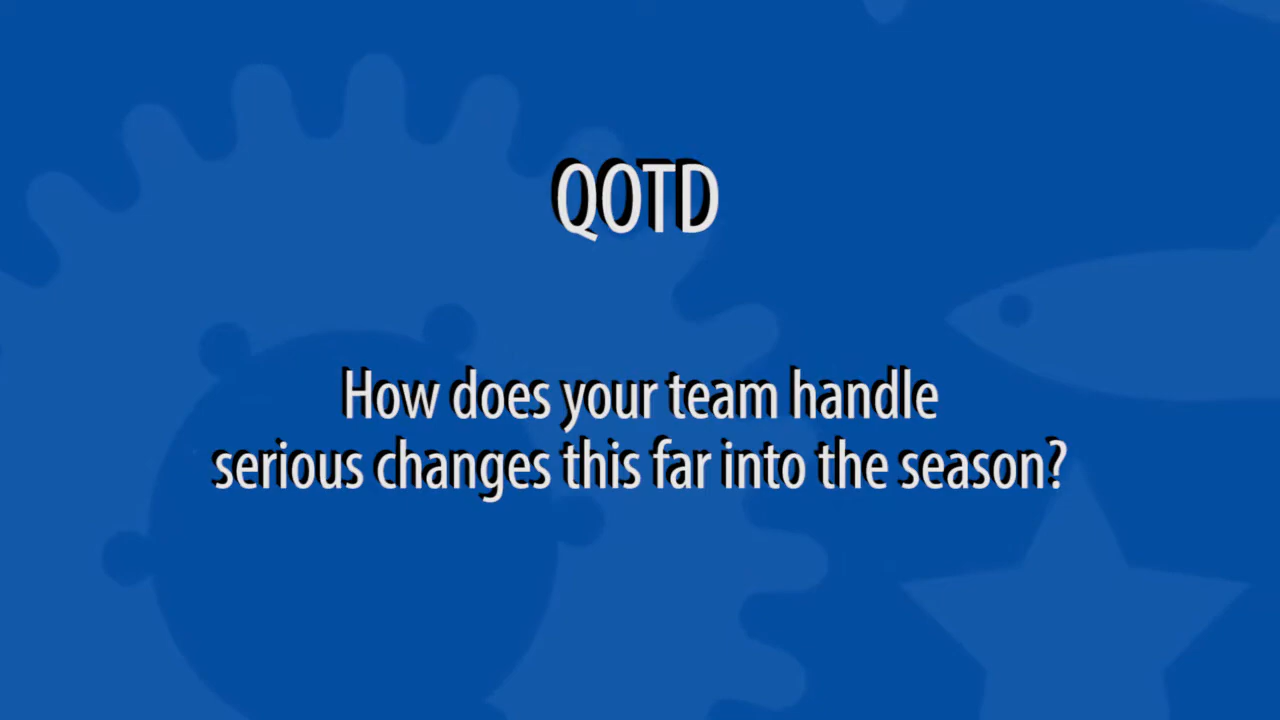 QOTD
How does your team handle
serious changes this far into the season?